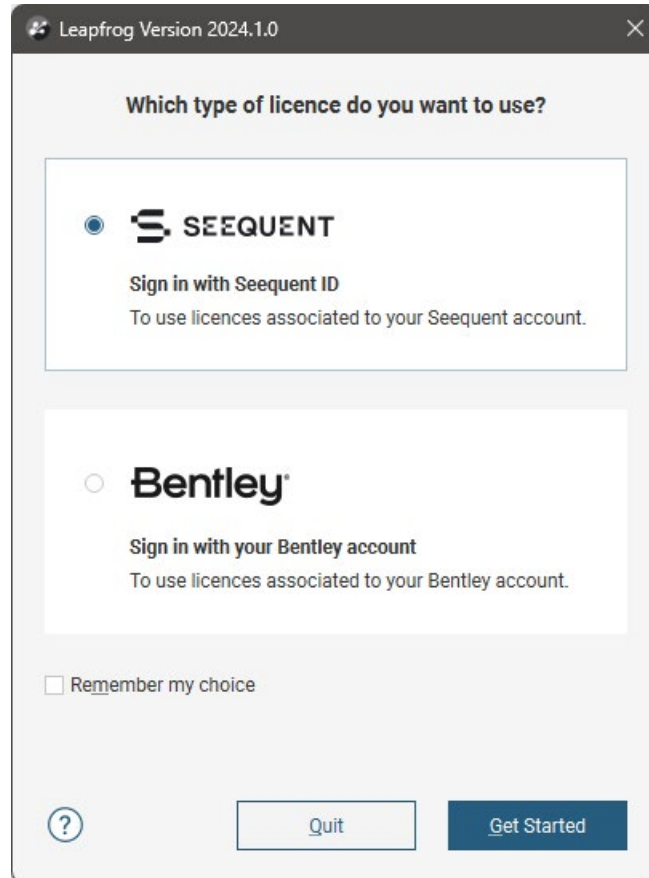 Leapfrog Version 2024.1.0
Which type of licence do you want to use?
SEEQUENT
Sign in with Seequent ID
To use licences associated to your Seequent account.
Bentley®
Sign in with your Bentley account
To use licences associated to your Bentley account.
Remember my choice
?
Quit
Get Started